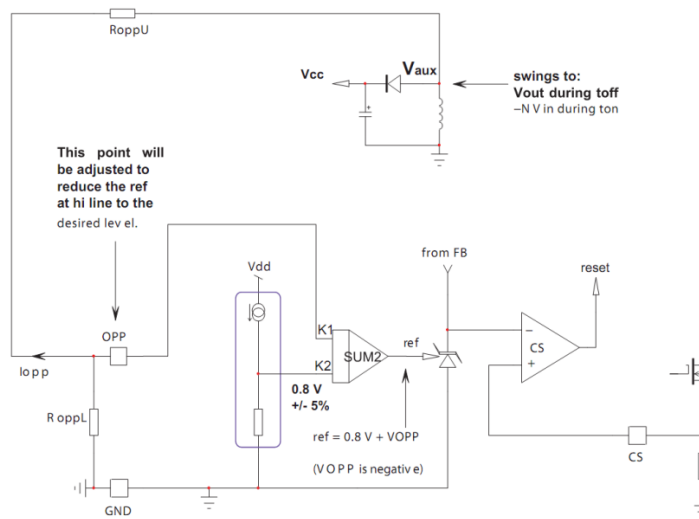 RoppU
Vcc
Vaux
swings to:
Vout during toff
–N V in during ton
This point will
be adjusted to
reduce the ref
at hi line to the
desired lev el.
from FB
Vdd
reset
OPP
K1
ref
CS
Iopp
K2
SUM2
0.8 V
+/- 5%
R oppL
ref = 0.8 V + VOPP
(V O P P is negativ e)
CS
GND